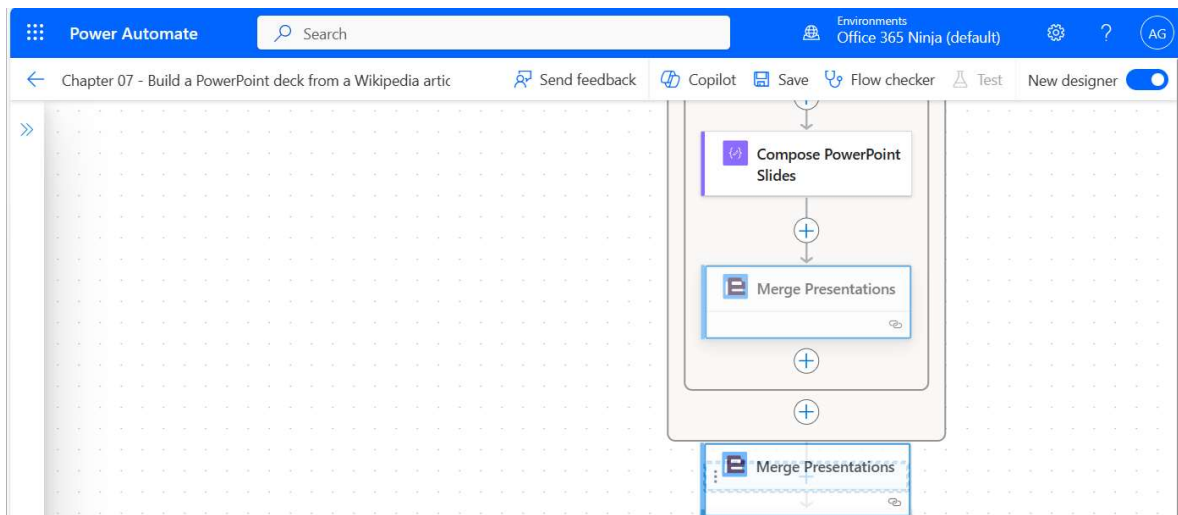 Power Automate
Search
Environments
Office 365 Ninja (default)
AG
Chapter 07 - Build a PowerPoint deck from a Wikipedia artic
Send feedback
Copilot
Save
Flow checker
Test
New designer
Compose PowerPoint
Slides
Merge Presentations
Merge Presentations